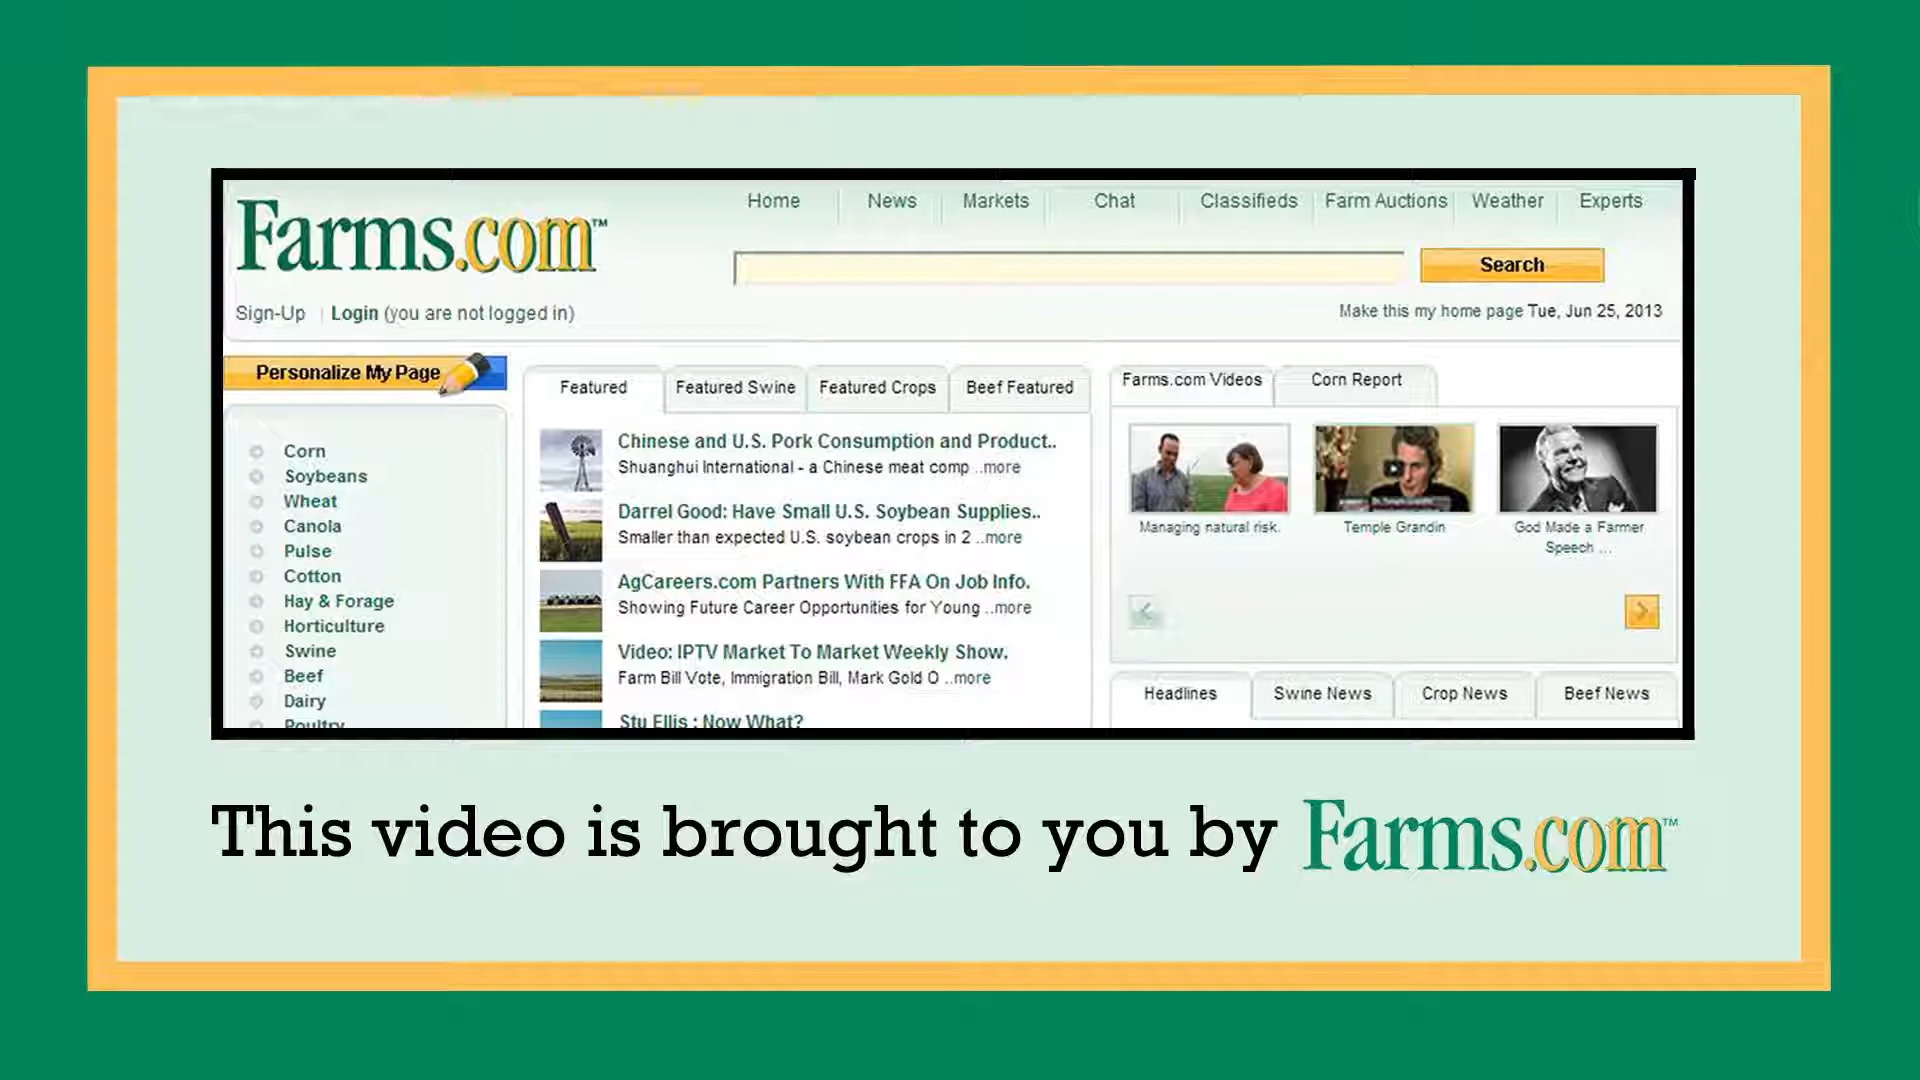 Farms.com™
Home News Markets Chat Classifieds Farm Auctions Weather Experts
Search
Sign-Up Login (you are not logged in)
Make this my home page Tue, Jun 25, 2013
Personalize My Page
Corn
Soybeans
Wheat
Canola
Pulse
Cotton
Hay & Forage
Horticulture
Swine
Beef
Dairy
Poultry
Featured Featured Swine Featured Crops Beef Featured
Chinese and U.S. Pork Consumption and Product..
Shuanghui International - a Chinese meat comp ..more
Darrel Good: Have Small U.S. Soybean Supplies..
Smaller than expected U.S. soybean crops in 2 ..more
AgCareers.com Partners With FFA On Job Info.
Showing Future Career Opportunities for Young ..more
Video: IPTV Market To Market Weekly Show.
Farm Bill Vote, Immigration Bill, Mark Gold O ..more
Stu Ellis : Now What?
Farms.com Videos Corn Report
Managing natural risk.
Temple Grandin
God Made a Farmer
Speech ...
Headlines Swine News Crop News Beef News
This video is brought to you by Farms.com™